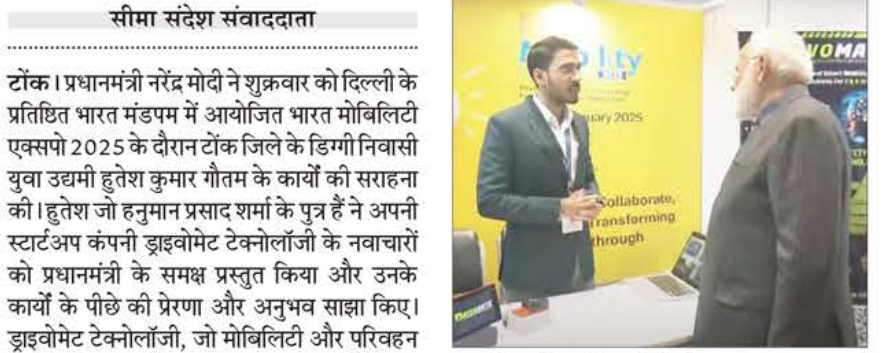 सीमा संदेश संवाददाता
टोंक। प्रधानमंत्री नरेंद्र मोदी ने शुक्रवार को दिल्ली के
प्रतिष्ठित भारत मंडपम में आयोजित भारत मोबिलिटी
एक्सपो 2025 के दौरान टोंक जिले के डिग्गी निवासी
युवा उद्यमी हुतेश कुमार गौतम के कार्यों की सराहना
की। हुतेश जो हनुमान प्रसाद शर्मा के पुत्र हैं ने अपनी
स्टार्टअप कंपनी ड्राइवोमेट टेक्नोलॉजी के नवाचारों
को प्रधानमंत्री के समक्ष प्रस्तुत किया और उनके
कार्यों के पीछे की प्रेरणा और अनुभव साझा किए।
ड्राइवोमेट टेक्नोलॉजी, जो मोबिलिटी और परिवहन
lity
uary 2025
Collaborate,
Transforming
through
VOMA